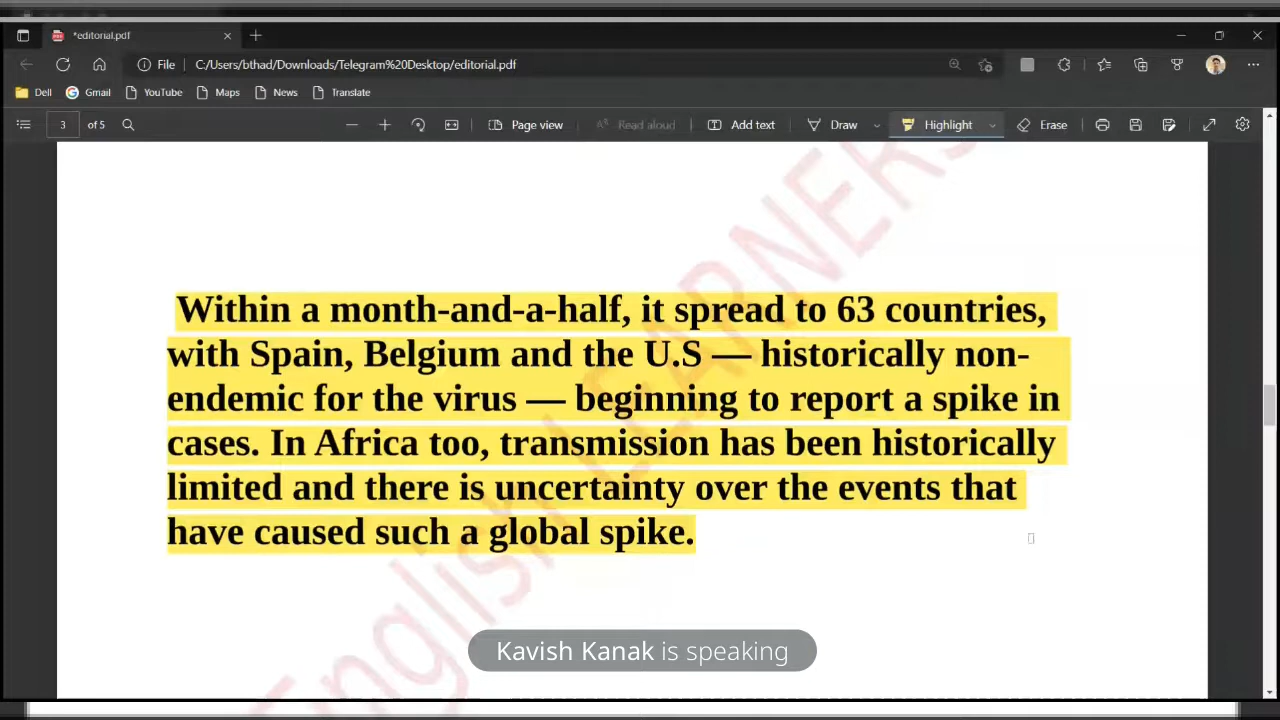 *editorial.pdf
File C:/Users/bthad/Downloads/Telegram%20Desktop/editorial.pdf
Dell Gmail YouTube Maps News Translate
3 of 5 Page view Read aloud Add text Draw Highlight Erase
English LEARNERS
Within a month-and-a-half, it spread to 63 countries,
with Spain, Belgium and the U.S — historically non-
endemic for the virus — beginning to report a spike in
cases. In Africa too, transmission has been historically
limited and there is uncertainty over the events that
have caused such a global spike.
Kavish Kanak is speaking